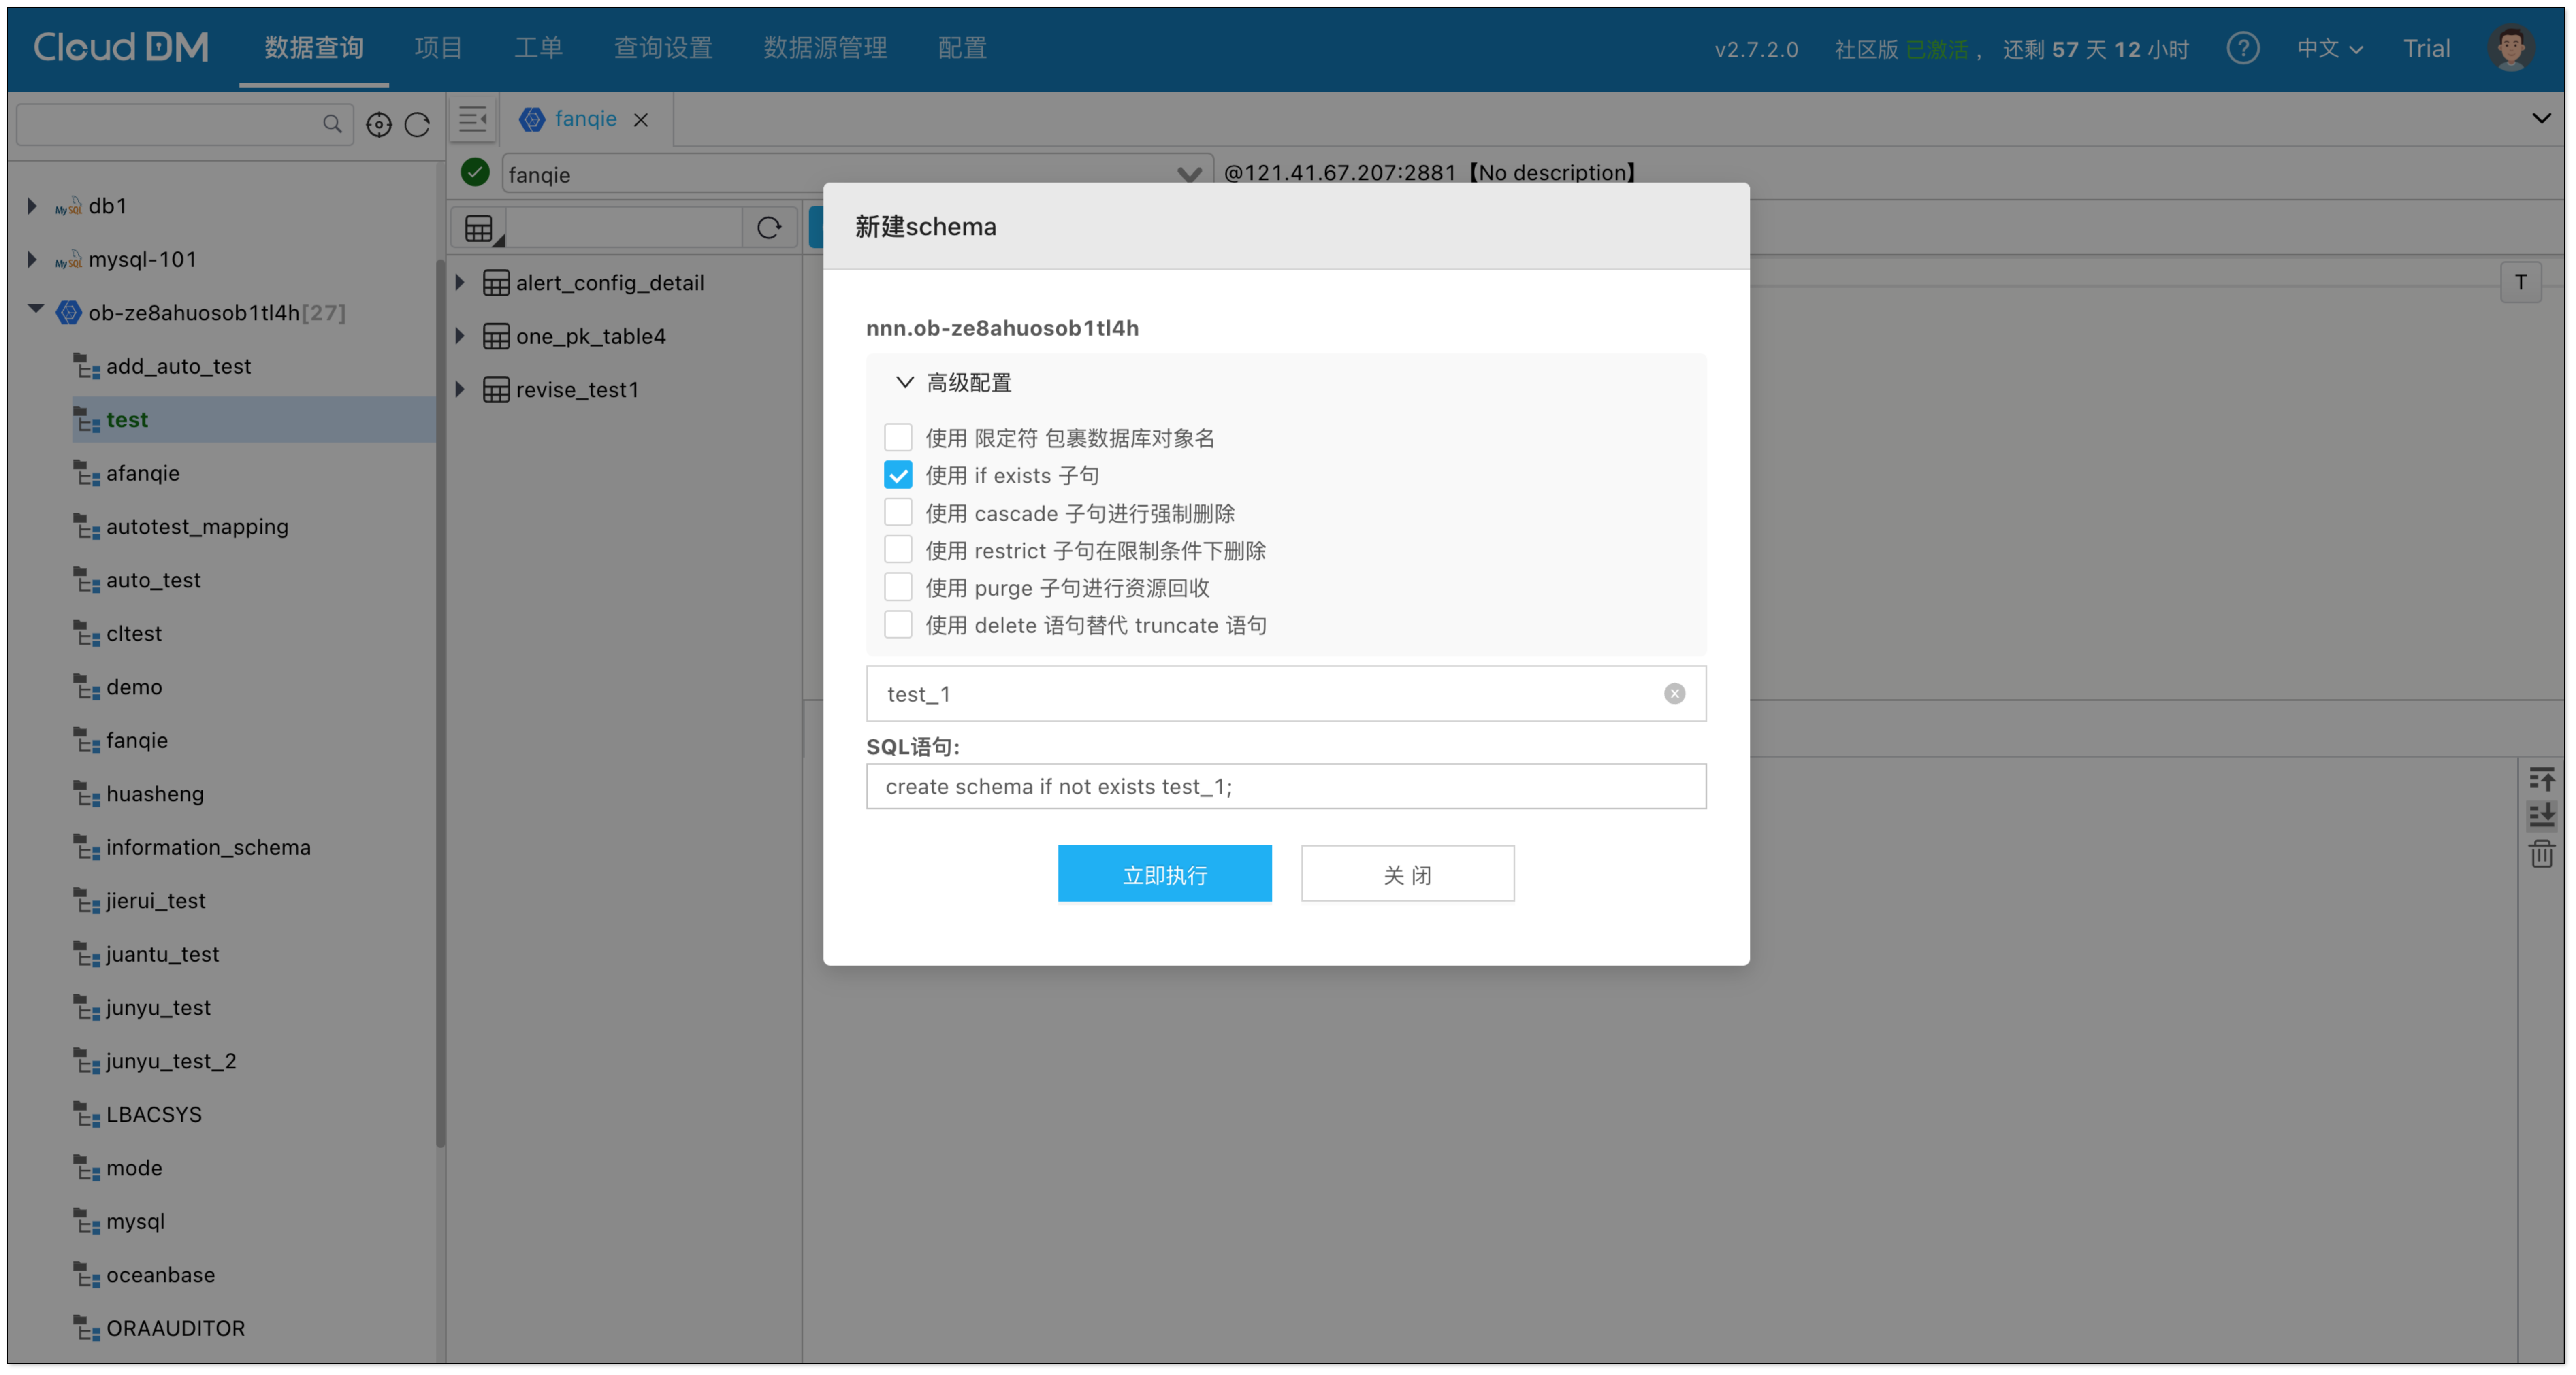 Cloud DM
数据查询 项目 工单 查询设置 数据源管理 配置
v2.7.2.0 社区版 已激活， 还剩 57 天 12 小时 ? 中文 Trial
fanqie
fanqie
@121.41.67.207:2881【No description】
db1
mysql-101
ob-ze8ahuosob1tl4h[27]
add_auto_test
test
afanqie
autotest_mapping
auto_test
cltest
demo
fanqie
huasheng
information_schema
jierui_test
juantu_test
junyu_test
junyu_test_2
LBACSYS
mode
mysql
oceanbase
ORAAUDITOR
alert_config_detail
one_pk_table4
revise_test1
T
新建schema
nnn.ob-ze8ahuosob1tl4h
高级配置
使用 限定符 包裹数据库对象名
使用 if exists 子句
使用 cascade 子句进行强制删除
使用 restrict 子句在限制条件下删除
使用 purge 子句进行资源回收
使用 delete 语句替代 truncate 语句
test_1
SQL语句:
create schema if not exists test_1;
立即执行 关 闭